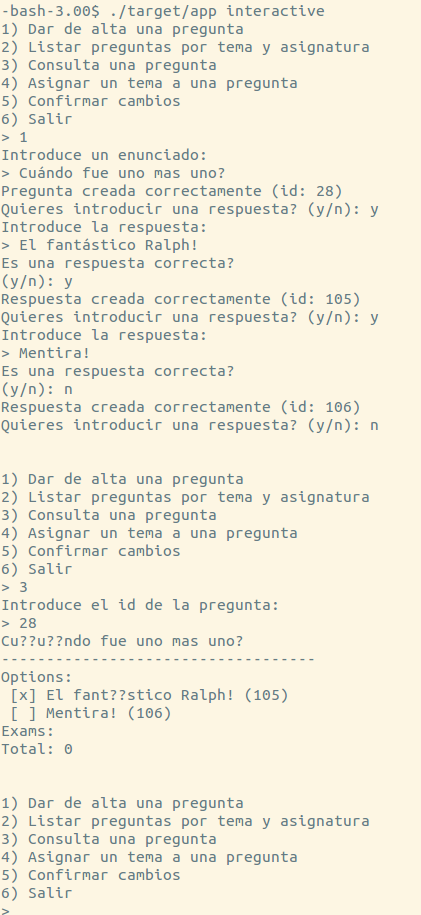 -bash-3.00$ ./target/app interactive
1) Dar de alta una pregunta
2) Listar preguntas por tema y asignatura
3) Consulta una pregunta
4) Asignar un tema a una pregunta
5) Confirmar cambios
6) Salir
> 1
Introduce un enunciado:
> Cuándo fue uno mas uno?
Pregunta creada correctamente (id: 28)
Quieres introducir una respuesta? (y/n): y
Introduce la respuesta:
> El fantástico Ralph!
Es una respuesta correcta?
(y/n): y
Respuesta creada correctamente (id: 105)
Quieres introducir una respuesta? (y/n): y
Introduce la respuesta:
> Mentira!
Es una respuesta correcta?
(y/n): n
Respuesta creada correctamente (id: 106)
Quieres introducir una respuesta? (y/n): n
1) Dar de alta una pregunta
2) Listar preguntas por tema y asignatura
3) Consulta una pregunta
4) Asignar un tema a una pregunta
5) Confirmar cambios
6) Salir
> 3
Introduce el id de la pregunta:
> 28
Cu??u??ndo fue uno mas uno?
-----------------------------------
Options:
[x] El fant??stico Ralph! (105)
[ ] Mentira! (106)
Exams:
Total: 0
1) Dar de alta una pregunta
2) Listar preguntas por tema y asignatura
3) Consulta una pregunta
4) Asignar un tema a una pregunta
5) Confirmar cambios
6) Salir
>